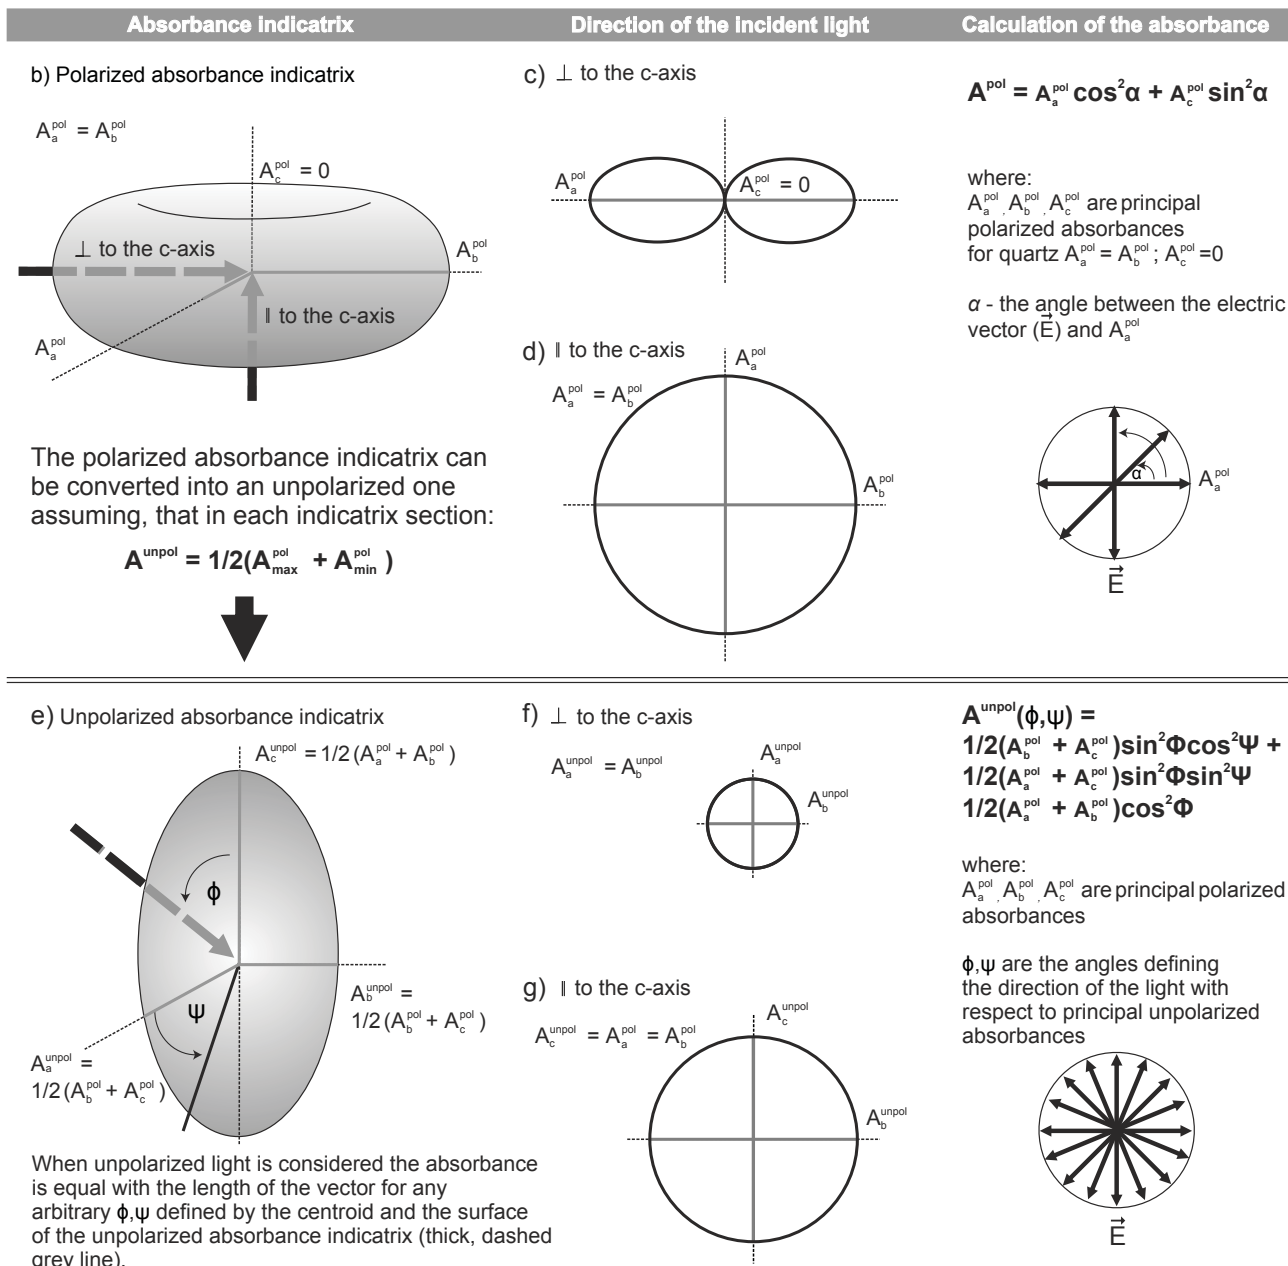 Absorbance indicatrix
Direction of the incident light
Calculation of the absorbance
b) Polarized absorbance indicatrix
A_a^pol = A_b^pol
A_c^pol = 0
⊥ to the c-axis
A_b^pol
∥ to the c-axis
A_a^pol
The polarized absorbance indicatrix can
be converted into an unpolarized one
assuming, that in each indicatrix section:
A^unpol = 1/2(A_max^pol + A_min^pol)
c) ⊥ to the c-axis
A_a^pol
A_c^pol = 0
d) ∥ to the c-axis
A_a^pol
A_a^pol = A_b^pol
A_b^pol
A^pol = A_a^pol cos²α + A_c^pol sin²α
where:
A_a^pol, A_b^pol, A_c^pol are principal
polarized absorbances
for quartz A_a^pol = A_b^pol ; A_c^pol =0
α - the angle between the electric
vector (E⃗) and A_a^pol
α
A_a^pol
E⃗
e) Unpolarized absorbance indicatrix
A_c^unpol = 1/2 (A_a^pol + A_b^pol)
ϕ
ψ
A_b^unpol =
1/2 (A_b^pol + A_c^pol)
A_a^unpol =
1/2 (A_b^pol + A_c^pol)
When unpolarized light is considered the absorbance
is equal with the length of the vector for any
arbitrary ϕ,ψ defined by the centroid and the surface
of the unpolarized absorbance indicatrix (thick, dashed
grey line).
f) ⊥ to the c-axis
A_a^unpol
A_a^unpol = A_b^unpol
A_b^unpol
g) ∥ to the c-axis
A_c^unpol
A_c^unpol = A_a^pol = A_b^pol
A_b^unpol
A^unpol(ϕ,ψ) =
1/2(A_b^pol + A_c^pol)sin²Φcos²Ψ +
1/2(A_a^pol + A_c^pol)sin²Φsin²Ψ
1/2(A_a^pol + A_b^pol)cos²Φ
where:
A_a^pol, A_b^pol, A_c^pol are principal polarized
absorbances
ϕ,ψ are the angles defining
the direction of the light with
respect to principal unpolarized
absorbances
E⃗